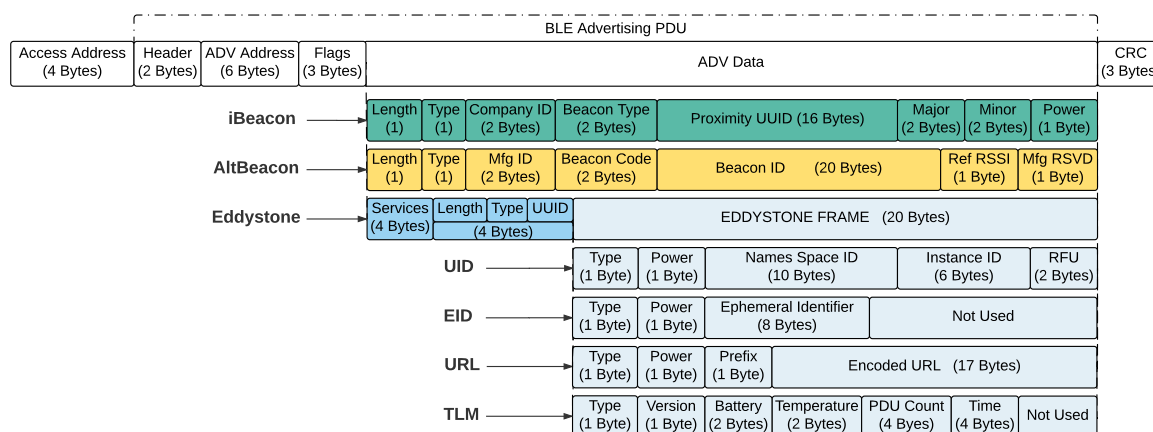 BLE Advertising PDU
Access Address Header ADV Address Flags ADV Data CRC
(4 Bytes) (2 Bytes) (6 Bytes) (3 Bytes) (3 Bytes
iBeacon Length Type Company ID Beacon Type Proximity UUID (16 Bytes) Major Minor Power
(1) (1) (2 Bytes) (2 Bytes) (2 Bytes) (2 Bytes) (1 Byte)
AltBeacon Length Type Mfg ID Beacon Code Beacon ID (20 Bytes) Ref RSSI Mfg RSVD
(1) (1) (2 Bytes) (2 Bytes) (1 Byte) (1 Byte)
Eddystone Services Length Type UUID EDDYSTONE FRAME (20 Bytes)
(4 Bytes) (4 Bytes)
UID Type Power Names Space ID Instance ID RFU
(1 Byte) (1 Byte) (10 Bytes) (6 Bytes) (2 Bytes)
EID Type Power Ephemeral Identifier Not Used
(1 Byte) (1 Byte) (8 Bytes)
URL Type Power Prefix Encoded URL (17 Bytes)
(1 Byte) (1 Byte) (1 Byte)
TLM Type Version Battery Temperature PDU Count Time Not Used
(1 Byte) (1 Byte) (2 Bytes) (2 Bytes) (4 Byes) (4 Bytes)